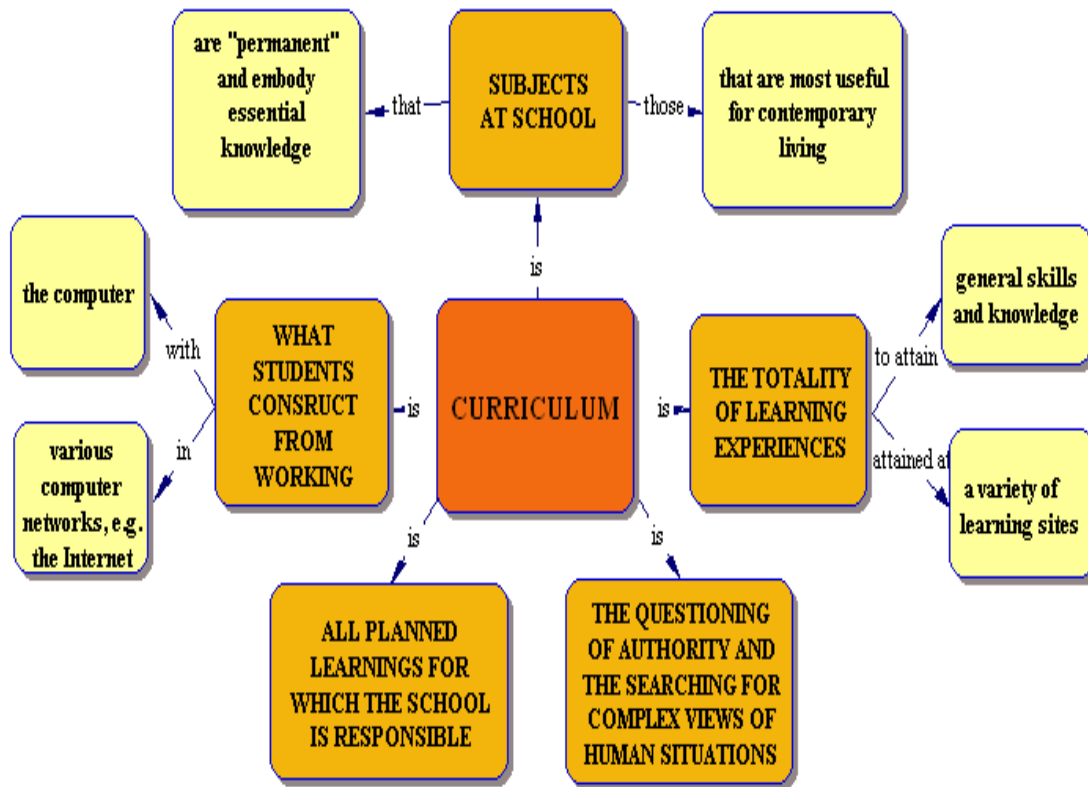 are "permanent"
and embody
essential
knowledge
that
SUBJECTS
AT SCHOOL
those
that are most useful
for contemporary
living
is
the computer
with
in
various
computer
networks, e.g.
the Internet
WHAT
STUDENTS
CONSRUCT
FROM
WORKING
is
CURRICULUM
is
THE TOTALITY
OF LEARNING
EXPERIENCES
to attain
general skills
and knowledge
attained at
a variety of
learning sites
is
ALL PLANNED
LEARNINGS FOR
WHICH THE SCHOOL
IS RESPONSIBLE
is
THE QUESTIONING
OF AUTHORITY AND
THE SEARCHING FOR
COMPLEX VIEWS OF
HUMAN SITUATIONS